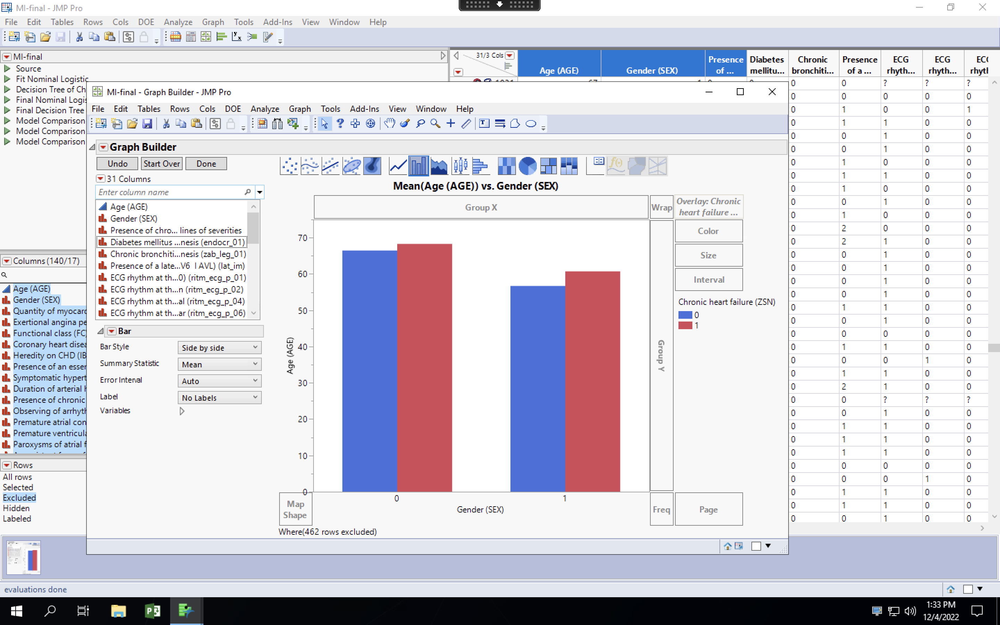 MI-final - JMP Pro
File Edit Tables Rows Cols DOE Analyze Graph Tools Add-Ins View Window Help
MI-final
Source
Fit Nominal Logistic
Decision Tree of Ch
Final Nominal Logis
Final Decision Tree
Model Comparison
Model Comparison
Model Comparison
31/3 Cols
Age (AGE) Gender (SEX) Presence of ... Diabetes mellitu... Chronic bronchiti... Presence of a ... ECG rhyth... ECG rhyth... ECG rhyth
0 0 ? ? ?
0 0 0 0 0
0 1 0 0 1
0 1 1 0 0
0 0 1 0 0
0 0 1 0 0
0 1 0 0 0
0 1 1 0 0
0 1 0 0 0
0 0 1 0 0
0 1 0 0 0
0 2 0 0 0
0 2 1 0 0
0 0 1 0 0
0 0 1 0 0
0 0 1 0 0
0 0 1 0 0
0 1 1 0 0
0 0 1 0 0
0 0 0 0 0
0 1 1 0 0
0 0 0 1 0
0 1 1 0 0
0 2 1 0 0
0 0 ? ? ?
0 0 1 0 0
0 1 1 0 0
0 1 1 0 0
0 1 1 0 0
0 0 0 0 0
0 0 0 1 0
0 1 1 0 0
0 1 1 0 0
0 0 1 0 0
Columns (140/17)
Age (AGE)
Gender (SEX)
Quantity of myocard
Exertional angina pe
Functional class (FC)
Coronary heart disea
Heredity on CHD (IB
Presence of an esser
Symptomatic hypert
Duration of arterial h
Presence of chronic
Observing of arrhyth
Premature atrial con
Premature ventricula
Paroxysms of atrial f
Rows
All rows
Selected
Excluded
Hidden
Labeled
MI-final - Graph Builder - JMP Pro
File Edit Tables Rows Cols DOE Analyze Graph Tools Add-Ins View Window Help
Graph Builder
Undo Start Over Done
31 Columns
Enter column name
Age (AGE)
Gender (SEX)
Presence of chro... lines of severities
Diabetes mellitus ...nesis (endocr_01)
Chronic bronchiti...nesis (zab_leg_01)
Presence of a late...V6 I AVL) (lat_im)
ECG rhythm at th...0) (ritm_ecg_p_01)
ECG rhythm at th...n (ritm_ecg_p_02)
ECG rhythm at th...al (ritm_ecg_p_04)
ECG rhythm at th...ar (ritm_ecg_p_06)
Bar
Bar Style Side by side
Summary Statistic Mean
Error Interval Auto
Label No Labels
Variables
Mean(Age (AGE)) vs. Gender (SEX)
Group X
Wrap
Overlay: Chronic
heart failure ...
Color
Size
Interval
Chronic heart failure (ZSN)
0
1
Group Y
Age (AGE)
70
60
50
40
30
20
10
0
0 1
Gender (SEX)
Map
Shape
Freq
Page
Where(462 rows excluded)
evaluations done
1:33 PM
12/4/2022